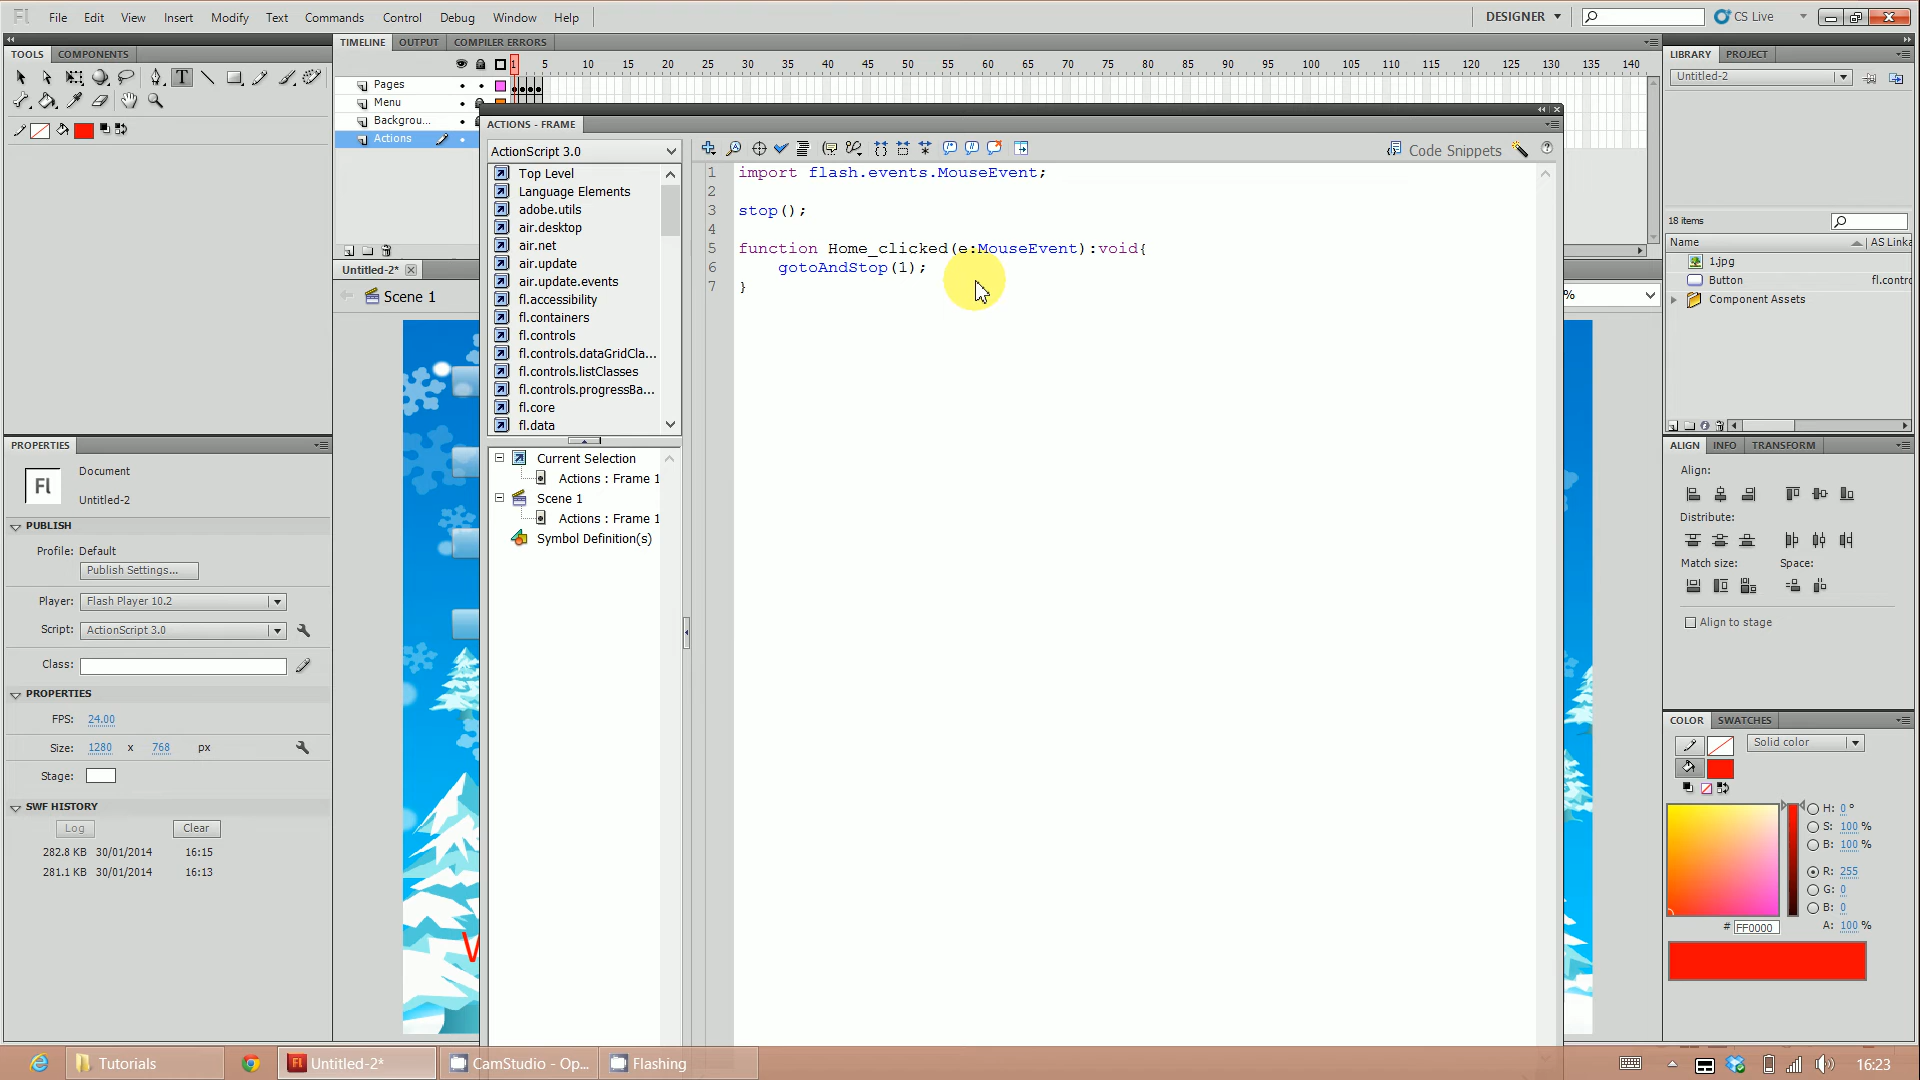 Fl File Edit View Insert Modify Text Commands Control Debug Window Help DESIGNER CS Live
TOOLS COMPONENTS
TIMELINE OUTPUT COMPILER ERRORS
LIBRARY PROJECT
1 5 10 15 20 25 30 35 40 45 50 55 60 65 70 75 80 85 90 95 100 105 110 115 120 125 130 135 140
Untitled-2
Pages
Menu
Backgrou...
Actions
ACTIONS - FRAME
ActionScript 3.0
Code Snippets
Top Level
Language Elements
adobe.utils
air.desktop
air.net
air.update
air.update.events
fl.accessibility
fl.containers
fl.controls
fl.controls.dataGridCla...
fl.controls.listClasses
fl.controls.progressBa...
fl.core
fl.data
Current Selection
Actions : Frame 1
Scene 1
Actions : Frame 1
Symbol Definition(s)
1 import flash.events.MouseEvent;
2
3 stop();
4
5 function Home_clicked(e:MouseEvent):void{
6 gotoAndStop(1);
7 }
Untitled-2*
Scene 1
%
18 items
Name AS Linka
1.jpg
Button fl.contro
Component Assets
PROPERTIES
Fl
Document
Untitled-2
PUBLISH
Profile: Default
Publish Settings...
Player: Flash Player 10.2
Script: ActionScript 3.0
Class:
PROPERTIES
FPS: 24.00
Size: 1280 x 768 px
Stage:
SWF HISTORY
Log Clear
282.8 KB 30/01/2014 16:15
281.1 KB 30/01/2014 16:13
ALIGN INFO TRANSFORM
Align:
Distribute:
Match size: Space:
Align to stage
COLOR SWATCHES
Solid color
H: 0 °
S: 100 %
B: 100 %
R: 255
G: 0
B: 0
# FF0000 A: 100 %
Tutorials Untitled-2* CamStudio - Op... Flashing 16:23